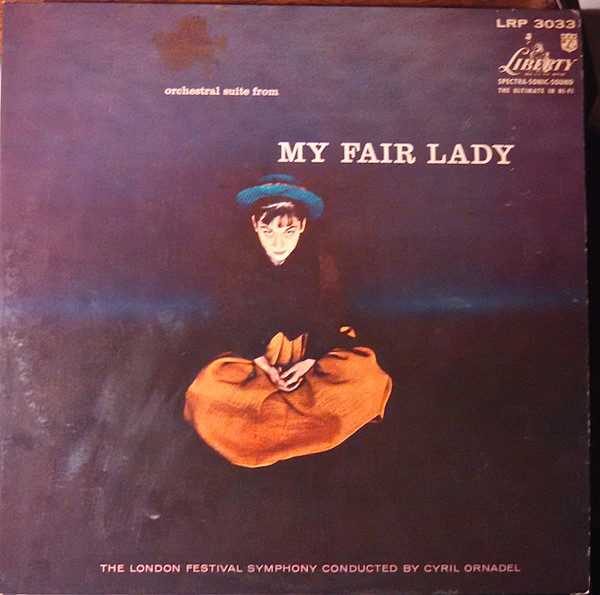 LRP 3033
LIBERTY
SPECTRA-SONIC-SOUND
THE ULTIMATE IN HI-FI
orchestral suite from
MY FAIR LADY
THE LONDON FESTIVAL SYMPHONY CONDUCTED BY CYRIL ORNADEL